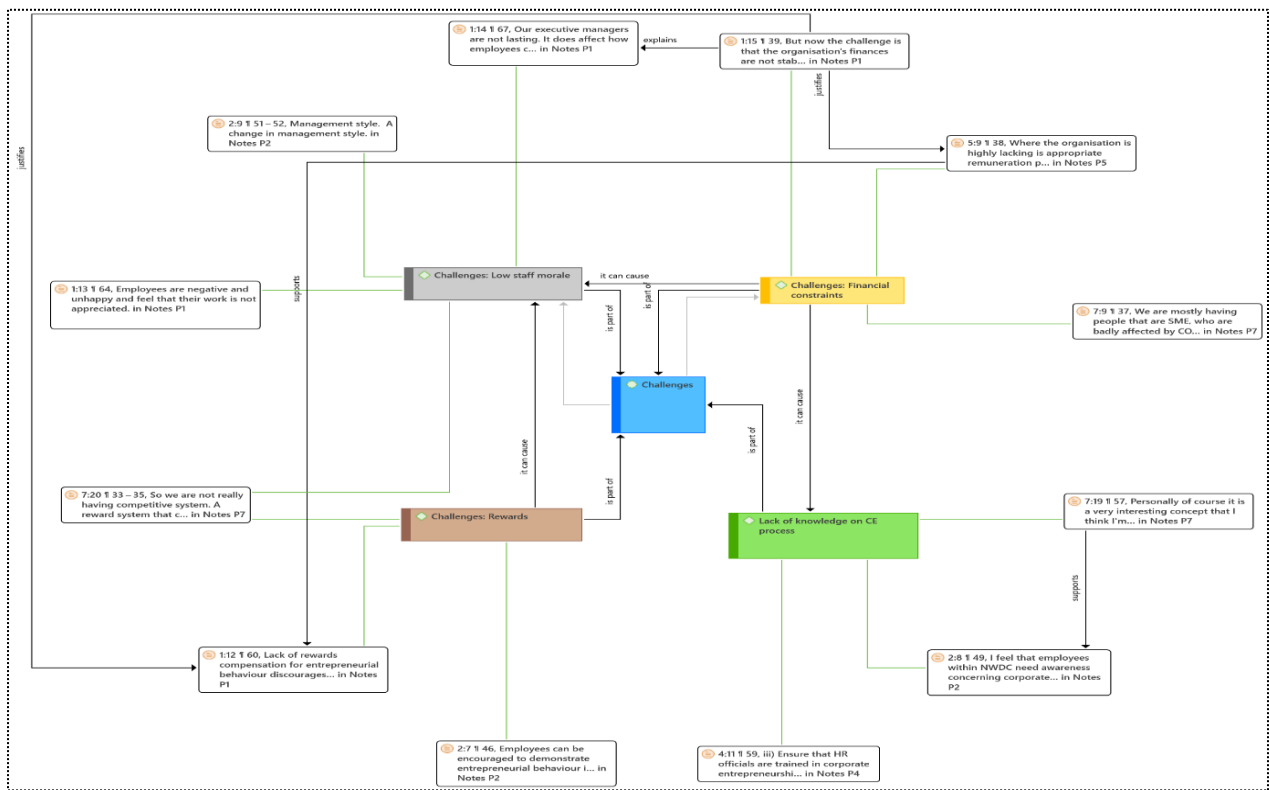 1:14 ¶ 67, Our executive managers
are not lasting. It does affect how
employees c... in Notes P1
explains
1:15 ¶ 39, But now the challenge is
that the organisation's finances
are not stab... in Notes P1
justifies
justifies
2:9 ¶ 51 – 52, Management style. A
change in management style. in
Notes P2
5:9 ¶ 38, Where the organisation is
highly lacking is appropriate
remuneration p... in Notes P5
supports
Challenges: Low staff morale
it can cause
Challenges: Financial
constraints
1:13 ¶ 64, Employees are negative and
unhappy and feel that their work is not
appreciated. in Notes P1
is part of
is part of
7:9 ¶ 37, We are mostly having
people that are SME, who are
badly affected by CO... in Notes P7
Challenges
it can cause
is part of
it can cause
is part of
7:20 ¶ 33 – 35, So we are not really
having competitive system. A
reward system that c... in Notes P7
Challenges: Rewards
Lack of knowledge on CE
process
7:19 ¶ 57, Personally of course it is
a very interesting concept that I
think I'm... in Notes P7
supports
1:12 ¶ 60, Lack of rewards
compensation for entrepreneurial
behaviour discourages... in Notes
P1
2:8 ¶ 49, I feel that employees
within NWDC need awareness
concerning corporate... in Notes
P2
2:7 ¶ 46, Employees can be
encouraged to demonstrate
entrepreneurial behaviour i... in
Notes P2
4:11 ¶ 59, iii) Ensure that HR
officials are trained in corporate
entrepreneurshi... in Notes P4